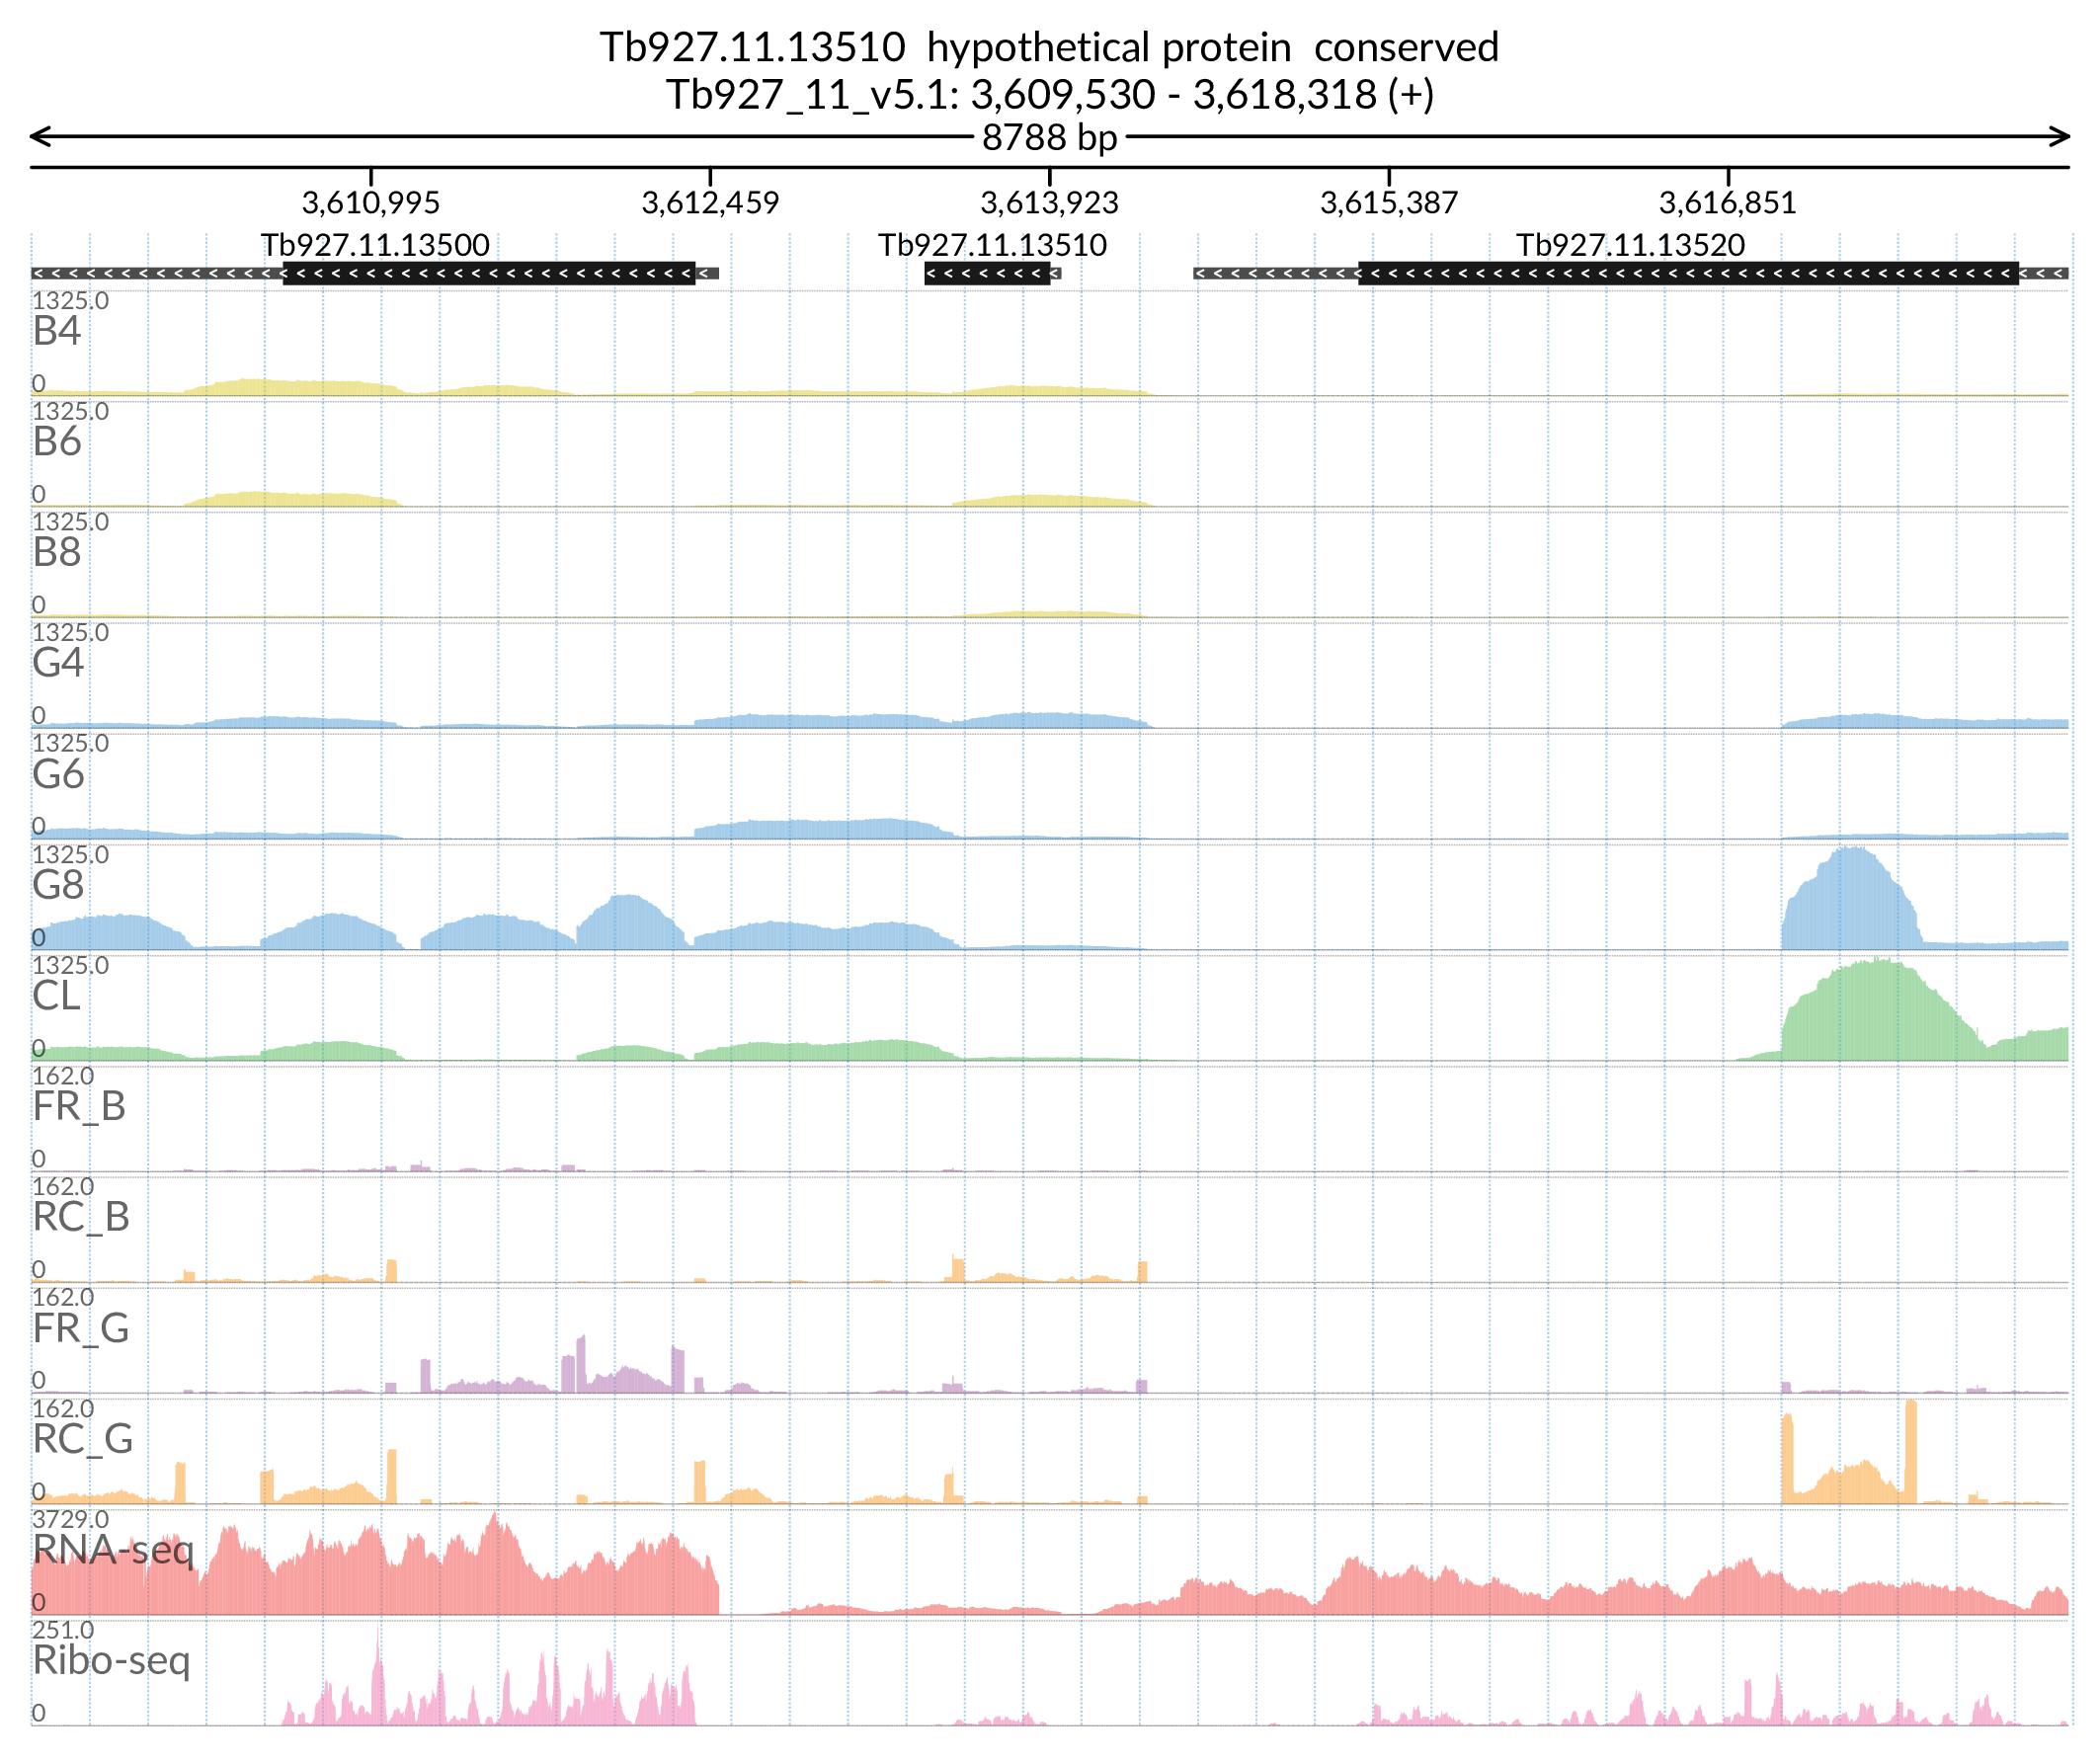 Tb927.11.13510 hypothetical protein conserved
Tb927_11_v5.1: 3,609,530 - 3,618,318 (+)
8788 bp
3,610,995 3,612,459 3,613,923 3,615,387 3,616,851
Tb927.11.13500 Tb927.11.13510 Tb927.11.13520
1325.0
B4
0
1325.0
B6
0
1325.0
B8
0
1325.0
G4
0
1325.0
G6
0
1325.0
G8
0
1325.0
CL
0
162.0
FR_B
0
162.0
RC_B
0
162.0
FR_G
0
162.0
RC_G
0
3729.0
RNA-seq
0
251.0
Ribo-seq
0